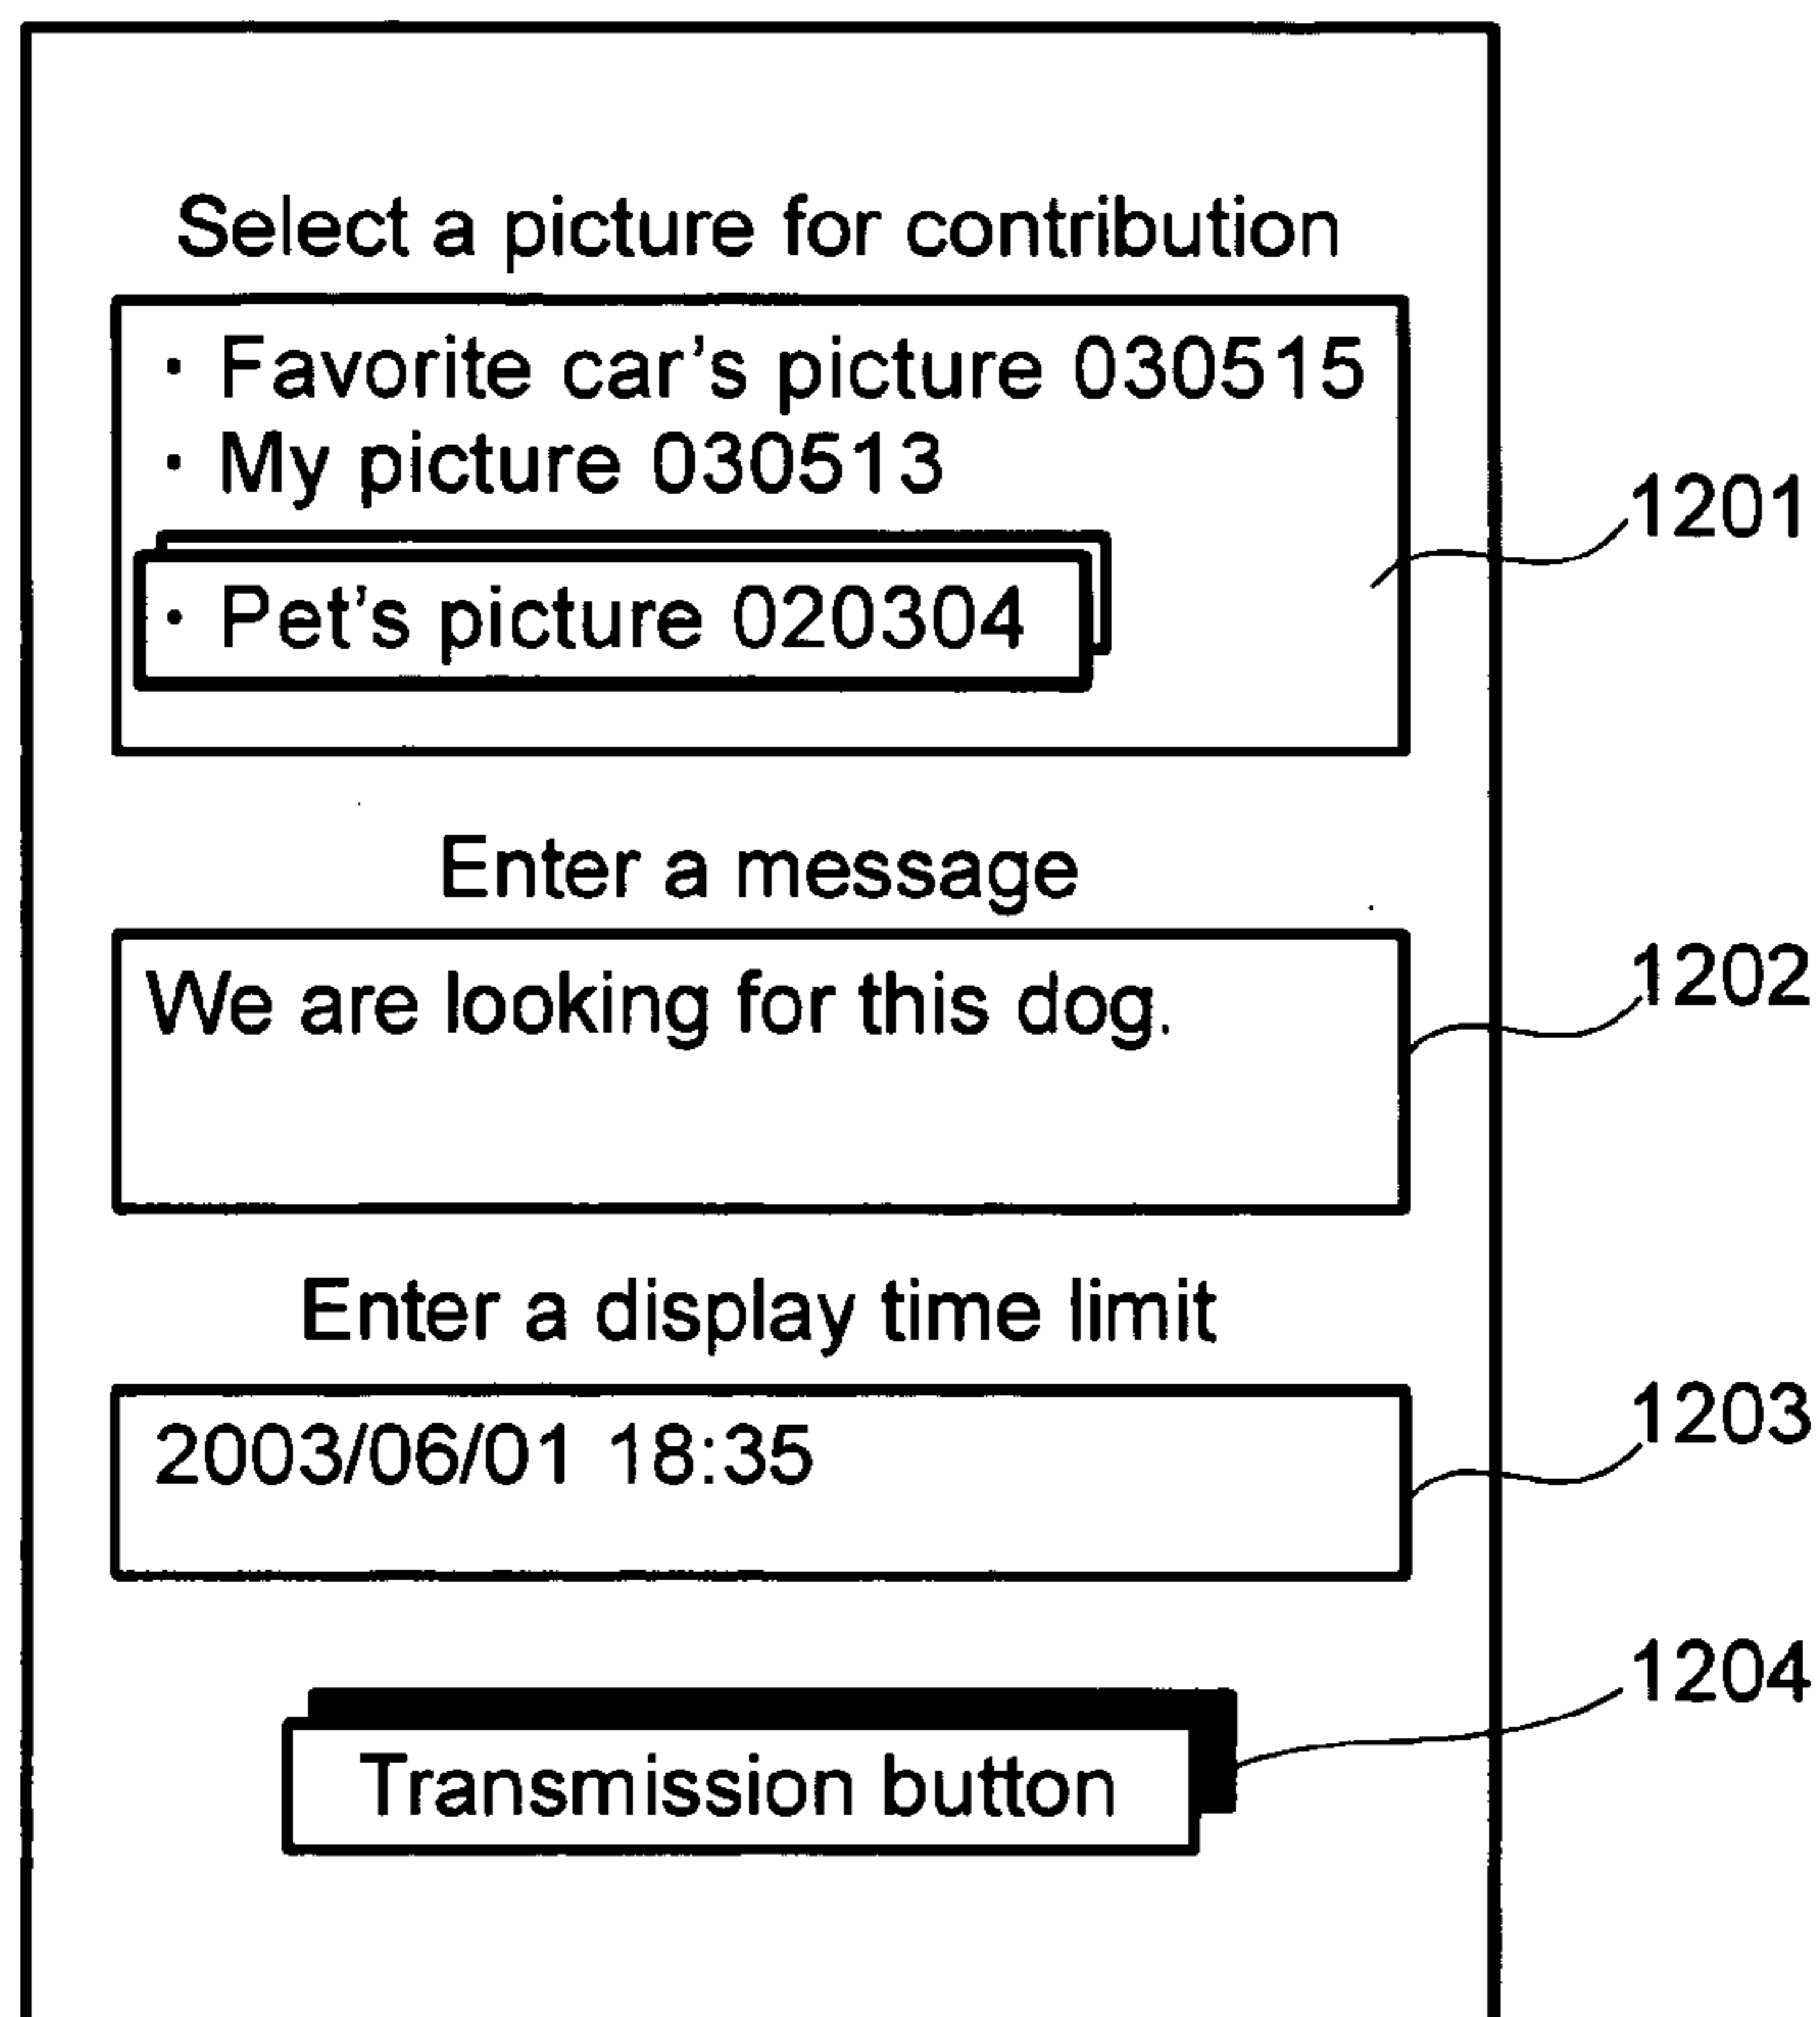 Select a picture for contribution
· Favorite car's picture 030515
· My picture 030513
1201
· Pet's picture 020304
Enter a message
We are looking for this dog.
1202
Enter a display time limit
2003/06/01 18:35
1203
1204
Transmission button